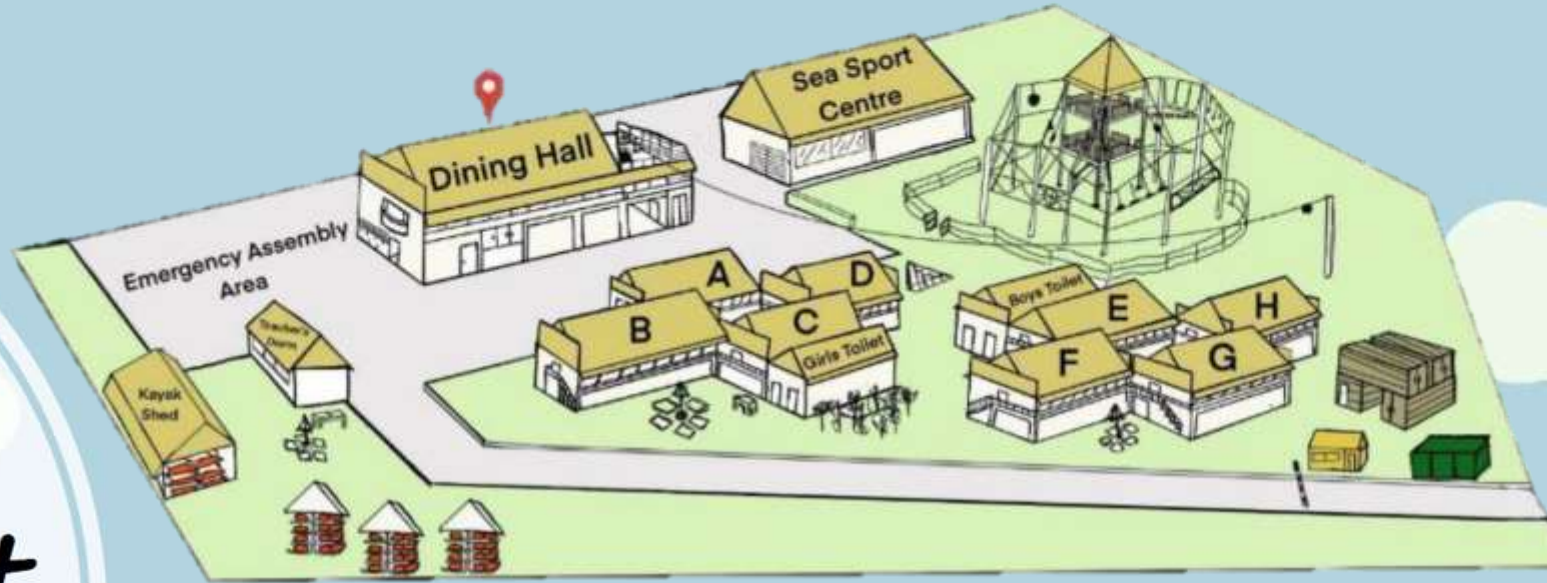 Sea Sport
Centre
Dining Hall
Emergency Assembly
Area
A
D
B
C
Girls Toilet
Boys Toilet
E
H
F
G
Teacher's
Dorm
Kayak
Shed